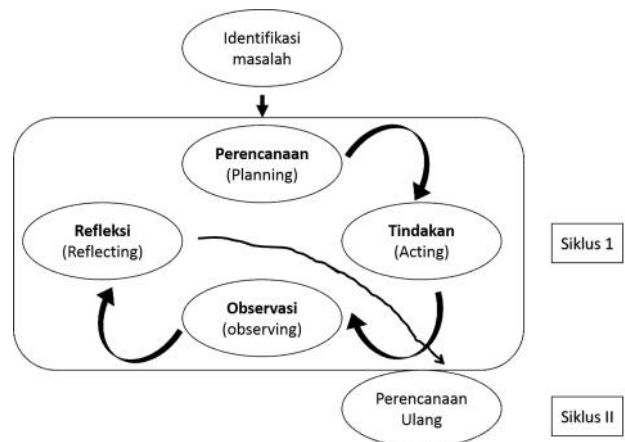 Identifikasi
masalah
Perencanaan
(Planning)
Refleksi
(Reflecting)
Tindakan
(Acting)
Siklus 1
Observasi
(observing)
Perencanaan
Ulang
Siklus II